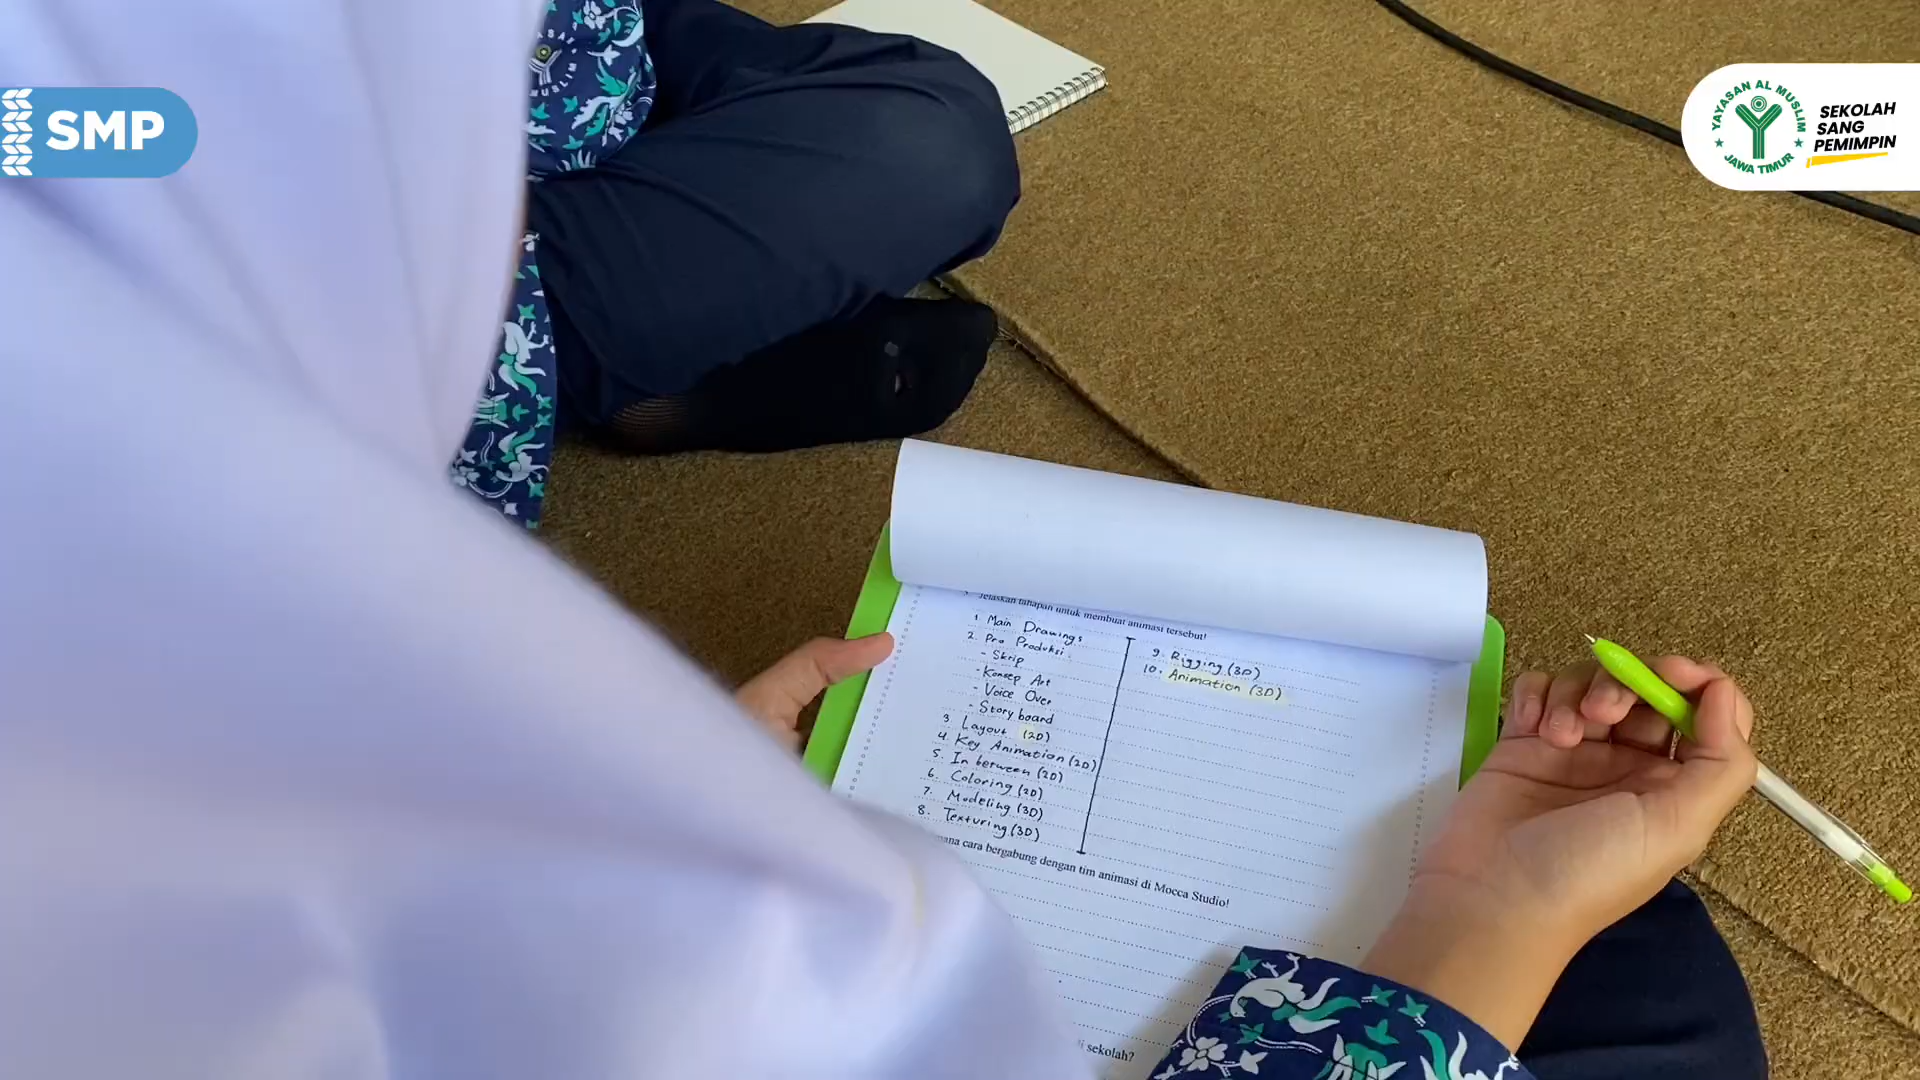 SMP
YAYASAN AL MUSLIM
JAWA TIMUR
SEKOLAH
SANG
PEMIMPIN
MUSLIM
Jelaskan tahapan untuk membuat animasi tersebut!
1. Main Drawings
2. Pra Produksi
- Skrip
- Konsep Art
- Voice Over
- Story board
3. Layout (2D)
4. Key Animation (2D)
5. In between (2D)
6. Coloring (2D)
7. Modeling (3D)
8. Texturing (3D)
9. Rigging (3D)
10. Animation (3D)
cara bergabung dengan tim animasi di Mocca Studio!
di sekolah?